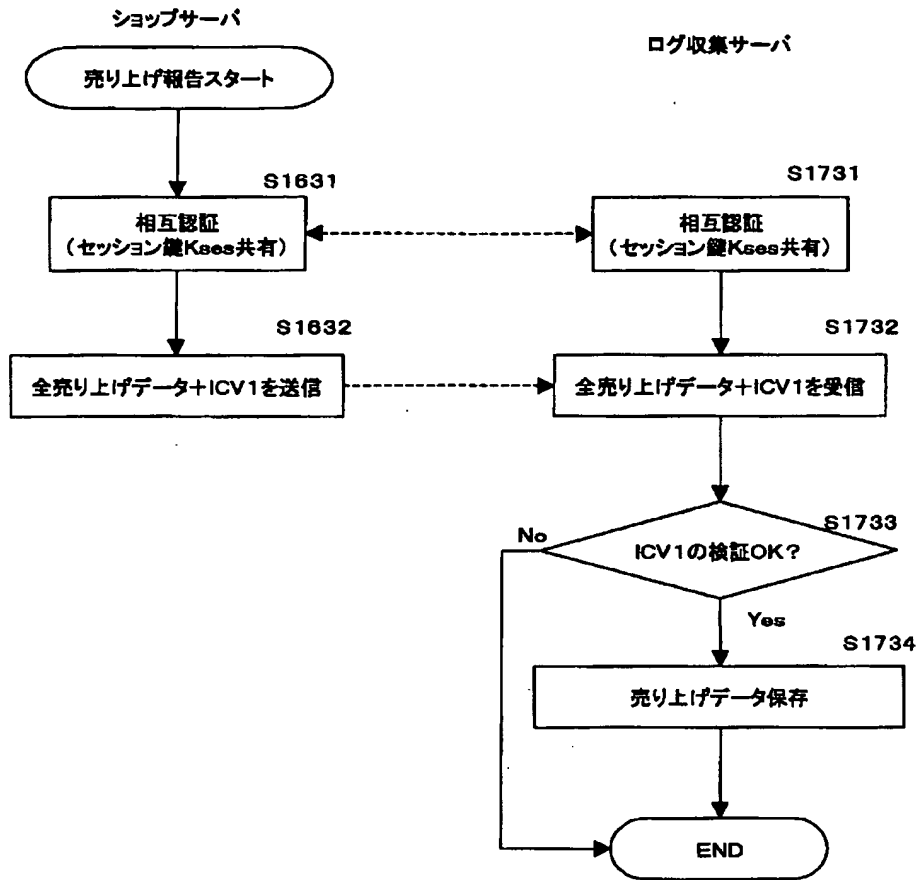 ショップサーバ
ログ収集サーバ
売り上げ報告スタート
S1631
S1731
相互認証
(セッション鍵Kses共有)
相互認証
(セッション鍵Kses共有)
S1632
S1732
全売り上げデータ+ICV1を送信
全売り上げデータ+ICV1を受信
S1733
No
ICV1の検証OK?
Yes
S1734
売り上げデータ保存
END